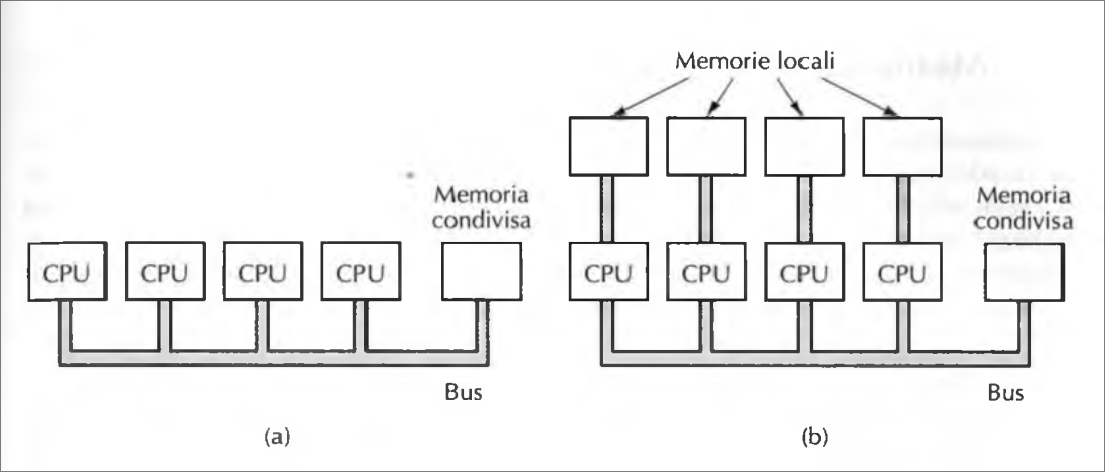 Memorie locali
Memoria
condivisa
CPU CPU CPU CPU
Bus
(a)
Memoria
condivisa
CPU CPU CPU CPU
Bus
(b)